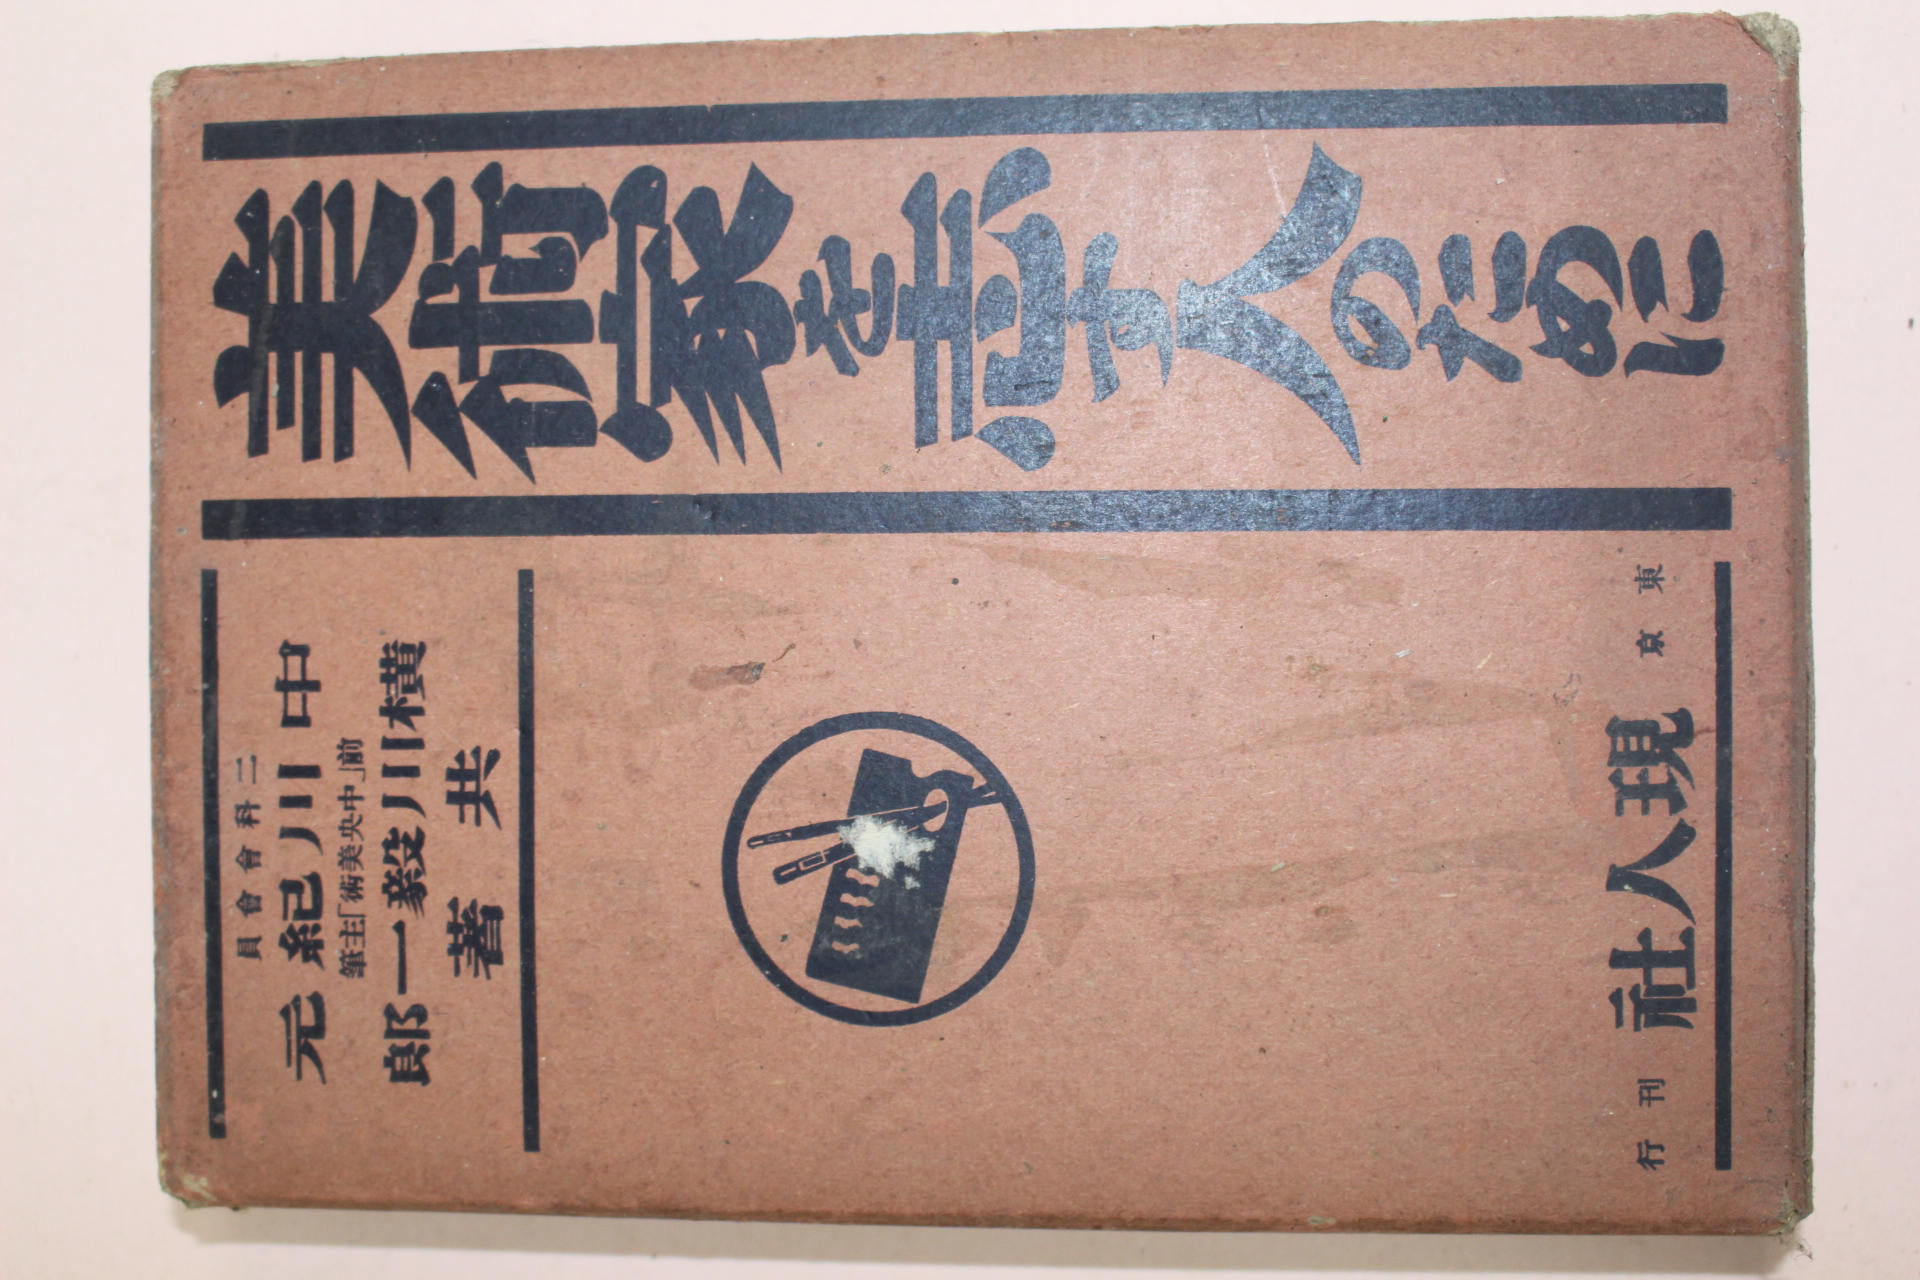 美術家を志す人のために
二科會會員
中川紀元
前「中央美術」主筆
横川毅一郎
共著
東京
現人社
刊行